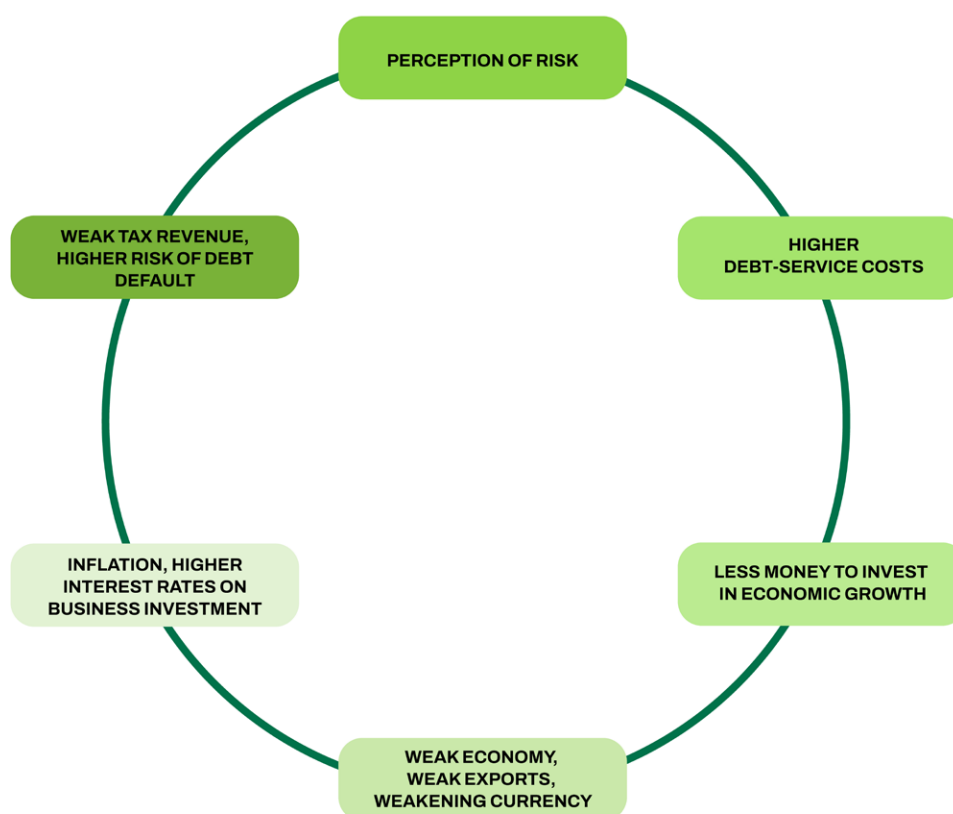 PERCEPTION OF RISK
HIGHER
DEBT-SERVICE COSTS
LESS MONEY TO INVEST
IN ECONOMIC GROWTH
WEAK ECONOMY,
WEAK EXPORTS,
WEAKENING CURRENCY
INFLATION, HIGHER
INTEREST RATES ON
BUSINESS INVESTMENT
WEAK TAX REVENUE,
HIGHER RISK OF DEBT
DEFAULT